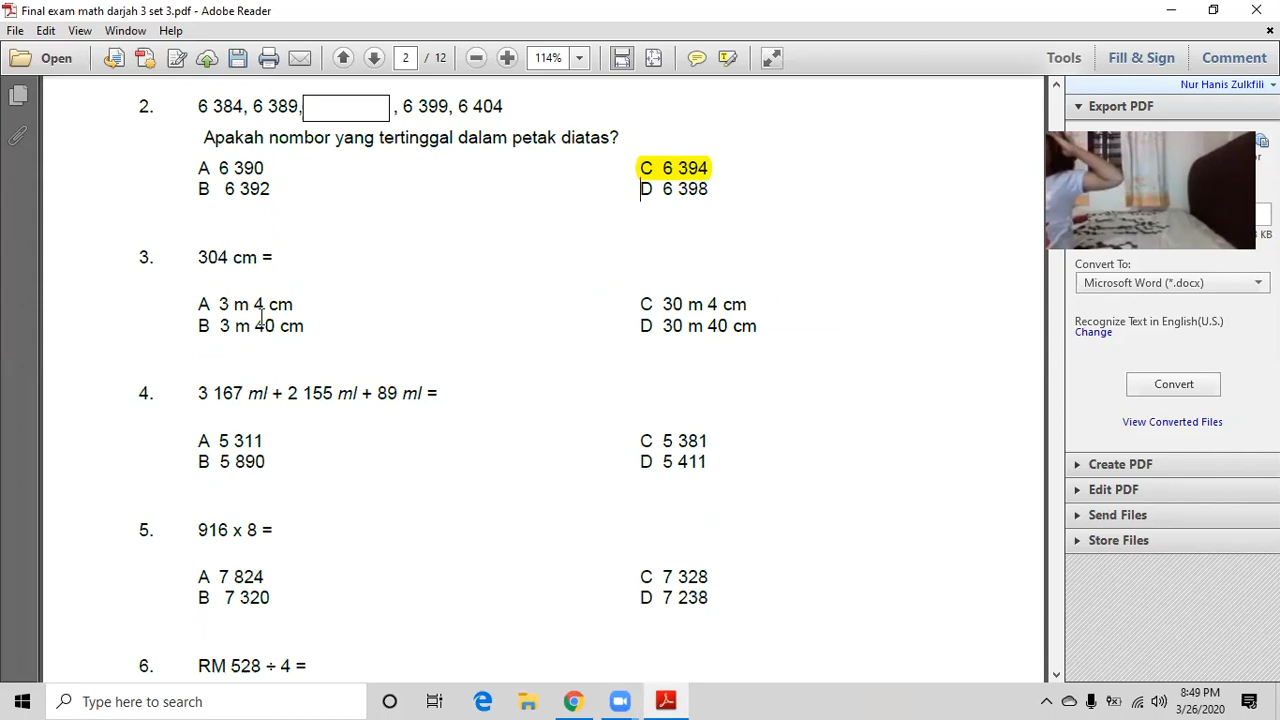 Final exam math darjah 3 set 3.pdf - Adobe Reader
File Edit View Window Help
Open 2 / 12 114% Tools Fill & Sign Comment
2. 6 384, 6 389, , 6 399, 6 404
Apakah nombor yang tertinggal dalam petak diatas?
A 6 390 C 6 394
B 6 392 D 6 398
3. 304 cm =
A 3 m 4 cm C 30 m 4 cm
B 3 m 40 cm D 30 m 40 cm
4. 3 167 ml + 2 155 ml + 89 ml =
A 5 311 C 5 381
B 5 890 D 5 411
5. 916 x 8 =
A 7 824 C 7 328
B 7 320 D 7 238
6. RM 528 ÷ 4 =
Nur Hanis Zulkfili
Export PDF
KB
Convert To:
Microsoft Word (*.docx)
Recognize Text in English(U.S.)
Change
Convert
View Converted Files
Create PDF
Edit PDF
Send Files
Store Files
Type here to search
8:49 PM
3/26/2020